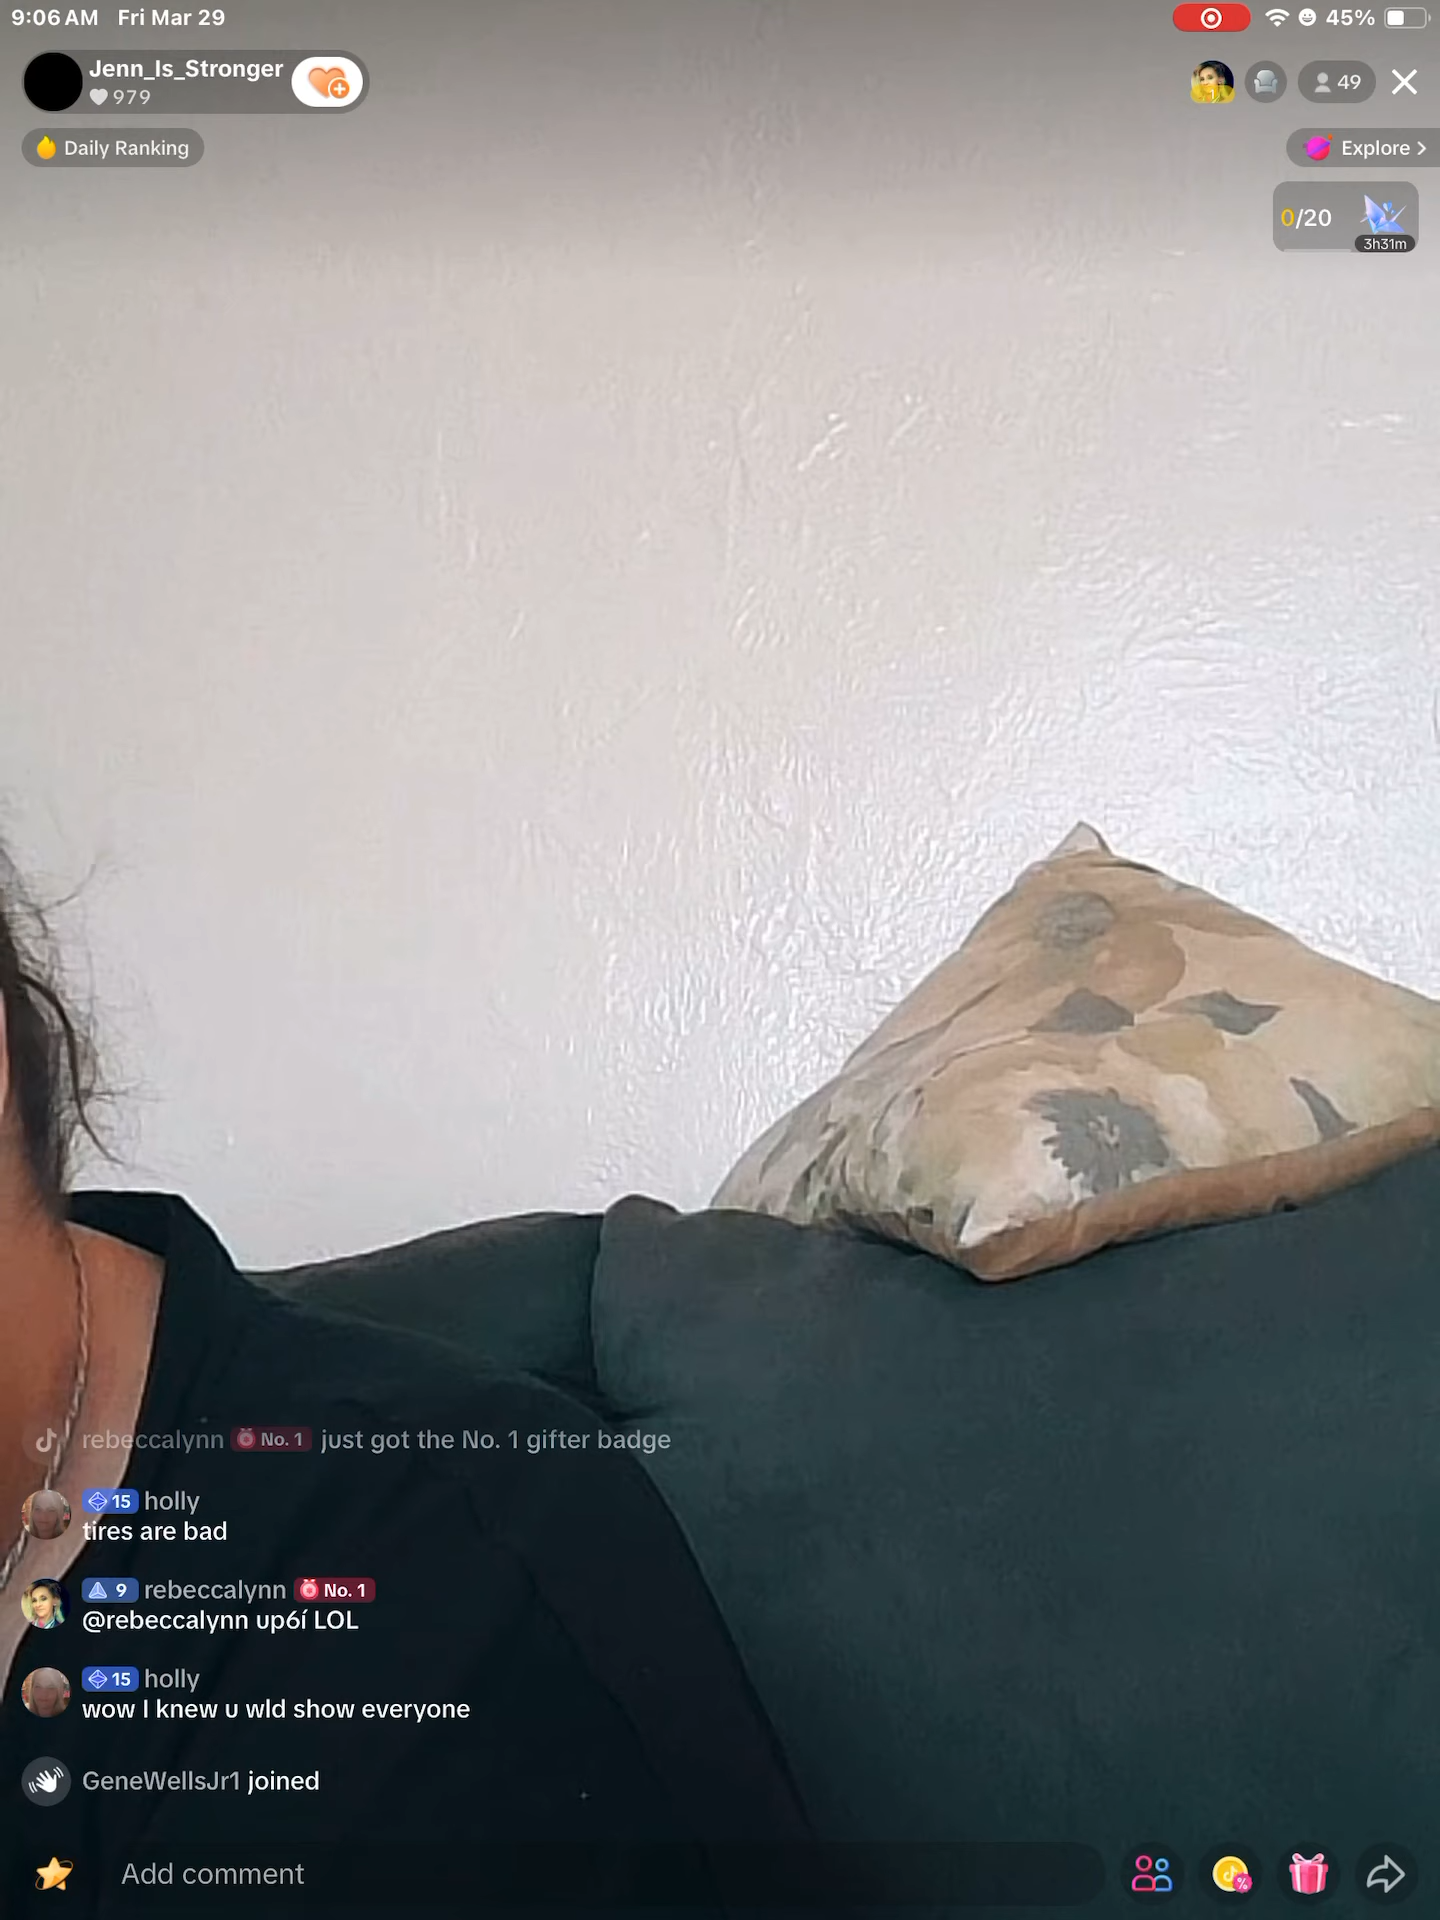 9:06 AM Fri Mar 29
45%
Jenn_Is_Stronger
979
1
49
Daily Ranking
Explore >
0/20
3h31m
rebeccalynn No. 1 just got the No. 1 gifter badge
15 holly
tires are bad
9 rebeccalynn No. 1
@rebeccalynn up6í LOL
15 holly
wow I knew u wld show everyone
GeneWellsJr1 joined
Add comment